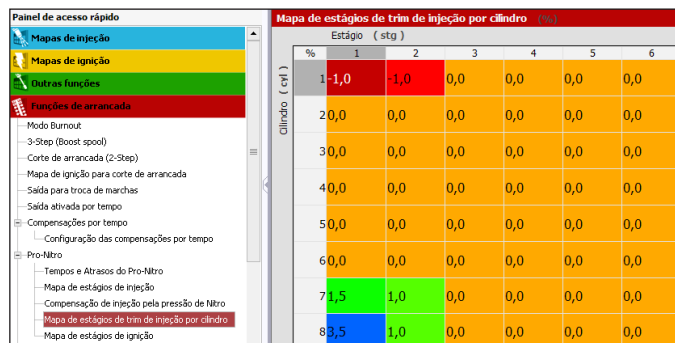 Painel de acesso rápido
Mapas de injeção
Mapas de ignição
Outras funções
Funções de arrancada
Modo Burnout
3-Step (Boost spool)
Corte de arrancada (2-Step)
Mapa de ignição para corte de arrancada
Saída para troca de marchas
Saída ativada por tempo
Compensações por tempo
Configuração das compensações por tempo
Pro-Nitro
Tempos e Atrasos do Pro-Nitro
Mapa de estágios de injeção
Compensação de injeção pela pressão de Nitro
Mapa de estágios de trim de injeção por cilindro
Mapa de estágios de ignição
Mapa de estágios de trim de injeção por cilindro (%)
Estágio ( stg )
Cilindro ( cyl )
% 1 2 3 4 5 6
1 -1,0 -1,0 0,0 0,0 0,0 0,0
2 0,0 0,0 0,0 0,0 0,0 0,0
3 0,0 0,0 0,0 0,0 0,0 0,0
4 0,0 0,0 0,0 0,0 0,0 0,0
5 0,0 0,0 0,0 0,0 0,0 0,0
6 0,0 0,0 0,0 0,0 0,0 0,0
7 1,5 1,0 0,0 0,0 0,0 0,0
8 3,5 1,0 0,0 0,0 0,0 0,0